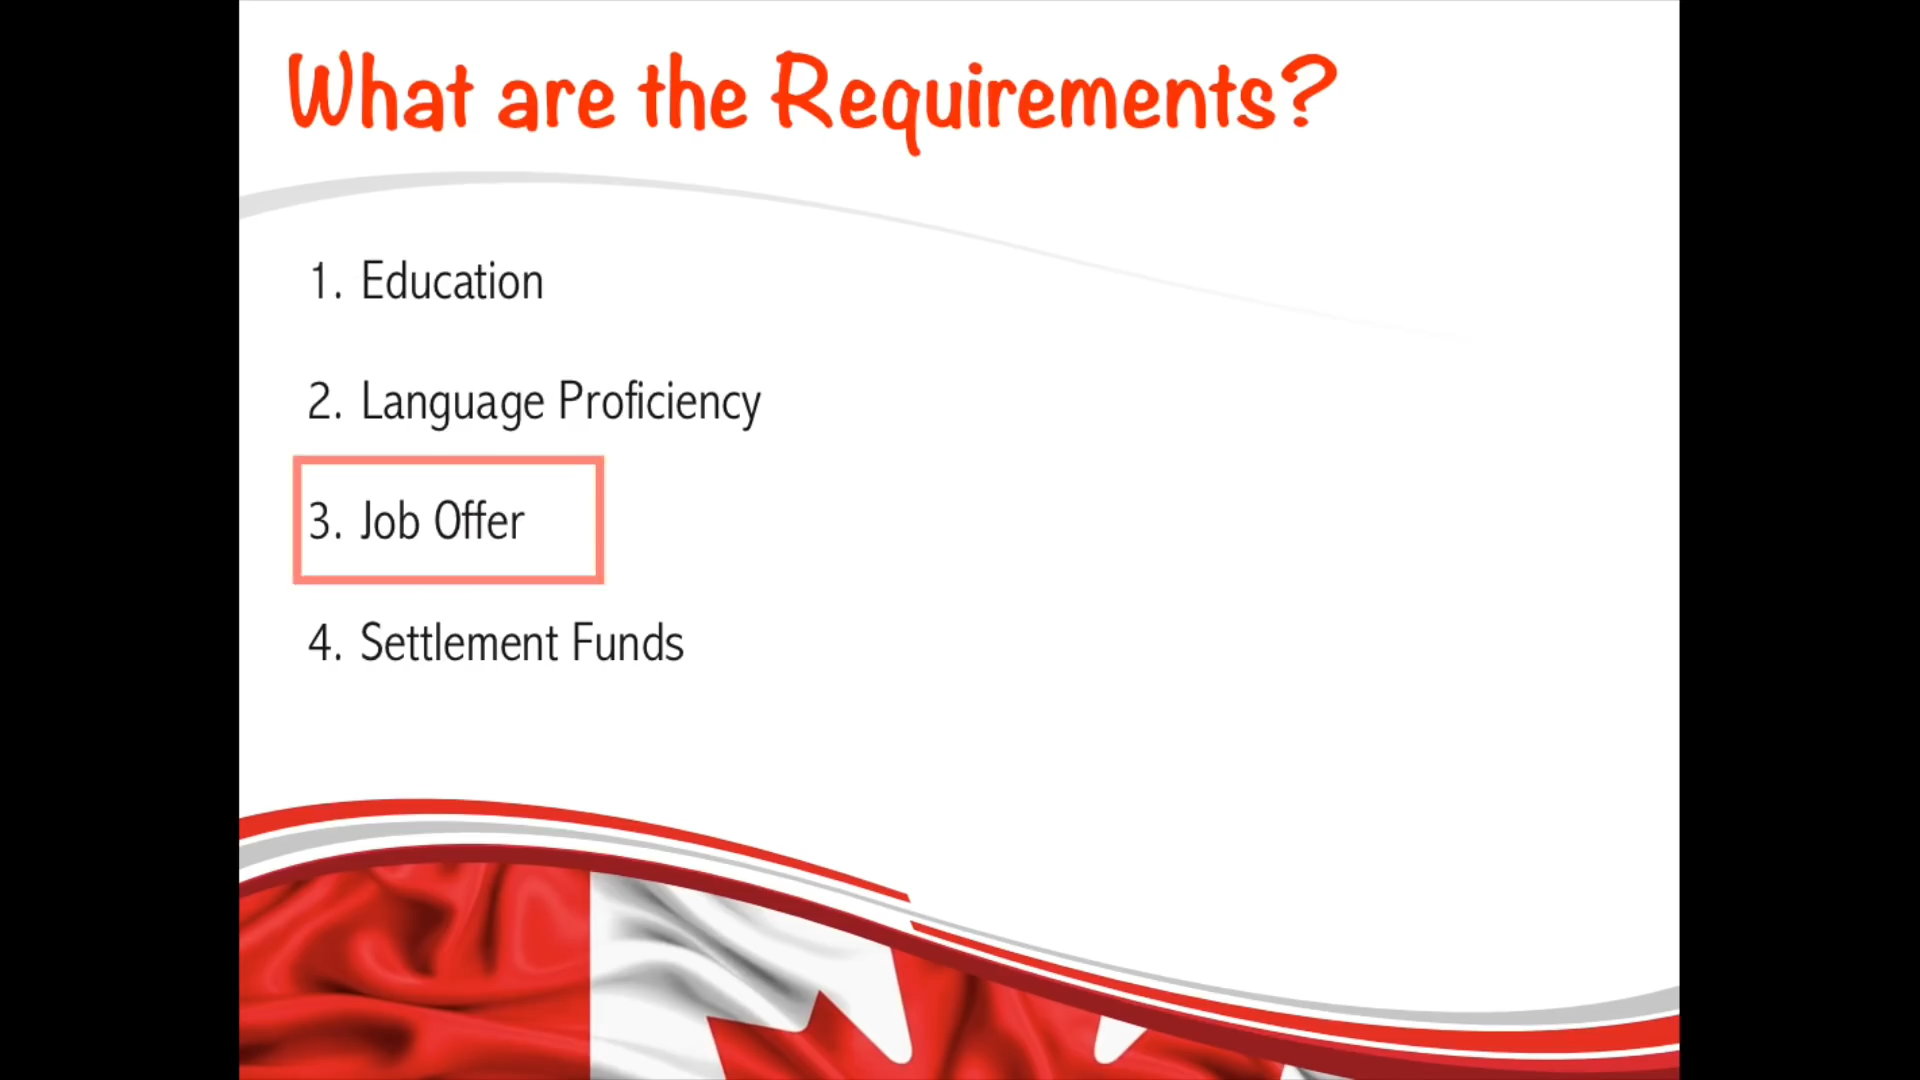 What are the Requirements?
1. Education
2. Language Proficiency
3. Job Offer
4. Settlement Funds